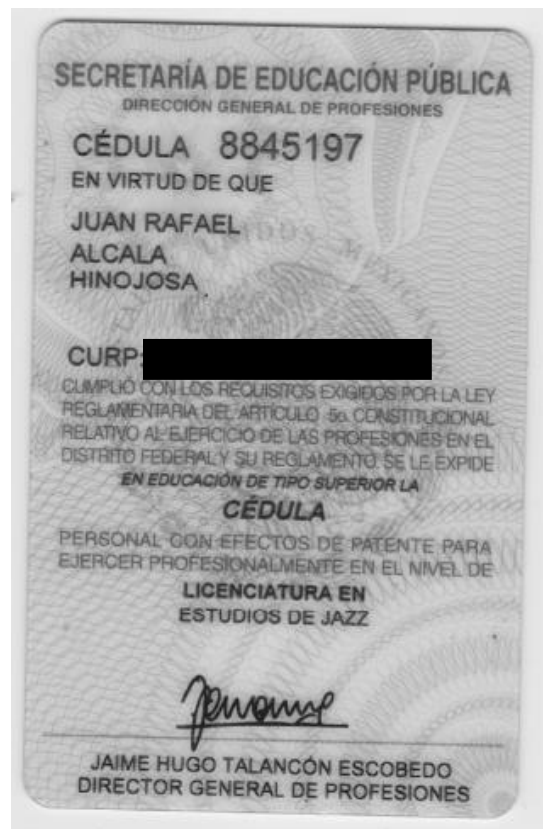 SECRETARÍA DE EDUCACIÓN PÚBLICA
DIRECCIÓN GENERAL DE PROFESIONES
CÉDULA 8845197
EN VIRTUD DE QUE
JUAN RAFAEL
ALCALA
HINOJOSA
UNIDOS MEXICANOS
CURP:
CUMPLIÓ CON LOS REQUISITOS EXIGIDOS POR LA LEY
REGLAMENTARIA DEL ARTÍCULO 5o. CONSTITUCIONAL
RELATIVO AL EJERCICIO DE LAS PROFESIONES EN EL
DISTRITO FEDERAL Y SU REGLAMENTO, SE LE EXPIDE
EN EDUCACIÓN DE TIPO SUPERIOR LA
CÉDULA
PERSONAL CON EFECTOS DE PATENTE PARA
EJERCER PROFESIONALMENTE EN EL NIVEL DE
LICENCIATURA EN
ESTUDIOS DE JAZZ
JAIME HUGO TALANCÓN ESCOBEDO
DIRECTOR GENERAL DE PROFESIONES